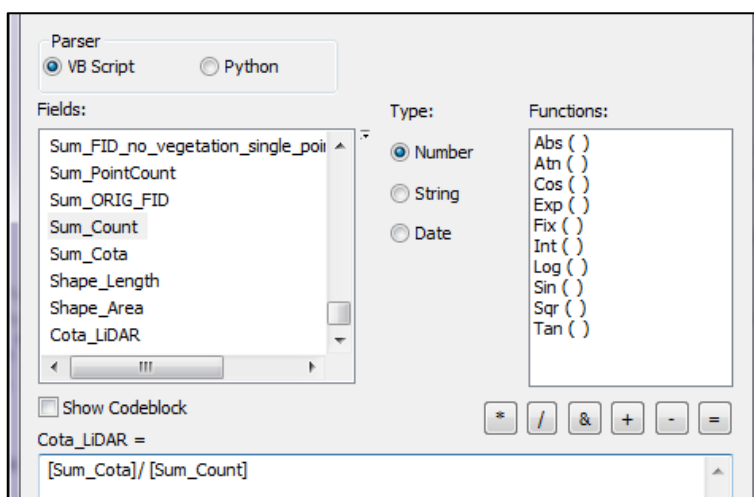 Parser
VB Script Python
Fields: Type: Functions:
Sum_FID_no_vegetation_single_poi
Sum_PointCount
Sum_ORIG_FID
Sum_Count
Sum_Cota
Shape_Length
Shape_Area
Cota_LiDAR
Number
String
Date
Abs ( )
Atn ( )
Cos ( )
Exp ( )
Fix ( )
Int ( )
Log ( )
Sin ( )
Sqr ( )
Tan ( )
Show Codeblock
* / & + - =
Cota_LiDAR =
[Sum_Cota]/ [Sum_Count]